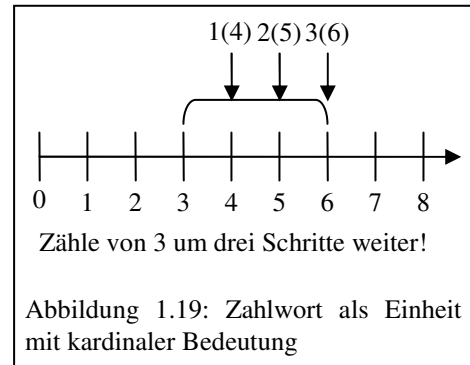 1(4) 2(5) 3(6)
0 1 2 3 4 5 6 7 8
Zähle von 3 um drei Schritte weiter!
Abbildung 1.19: Zahlwort als Einheit
mit kardinaler Bedeutung